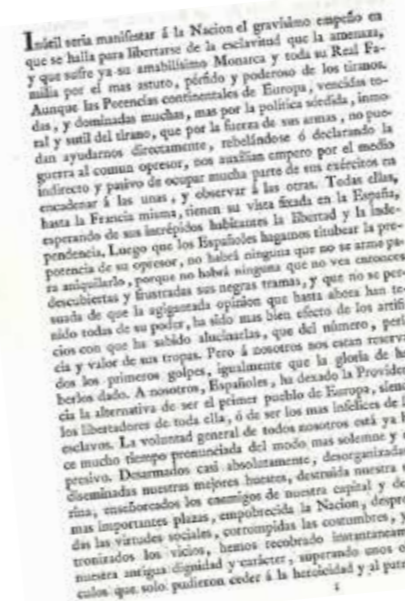 Inútil seria manifestar á la Nacion el gravísimo empeño en
que se halla para libertarse de la esclavitud que la amenaza,
y que sufre ya su amabilísimo Monarca y toda su Real Fa-
milia por el mas astuto, pérfido y poderoso de los tiranos.
Aunque las Potencias continentales de Europa, vencidas to-
das, y dominadas muchas, mas por la política sórdida, inmo-
ral y sutil del tirano, que por la fuerza de sus armas, no pue-
dan ayudarnos directamente, rebelándose ó declarando la
guerra al comun opresor, nos auxîlian empero por el medio
indirecto y pasivo de ocupar mucha parte de sus exércitos en
encadenar á las unas, y observar á las otras. Todas ellas,
hasta la Francia misma, tienen su vista fixada en la España,
esperando de sus intrépidos habitantes la libertad y la inde-
pendencia. Luego que los Españoles hagamos titubear la pre-
potencia de su opresor, no habrá ninguna que no se arme pa-
ra aniquilarlo, porque no habrá ninguna que no vea entonces
descubiertas y frustradas sus negras tramas, y que no se per-
suada de que la agigantada opinion que hasta ahora han te-
nido todas de su poder, ha sido mas bien efecto de los artifi-
cios con que ha sabido alucinarlas, que del número, peri
cia y valor de sus tropas. Pero á nosotros nos estan reserva
dos los primeros golpes, igualmente que la gloria de ha
berlos dado. A nosotros, Españoles, ha dexado la Provide
cia la alternativa de ser el primer pueblo de Europa, siend
los libertadores de toda ella, ó de ser los mas infelices de l
esclavos. La voluntad general de todos nosotros está ya h
ce mucho tiempo pronunciada del modo mas solemne y e
presivo. Desarmados casi absolutamente, desorganizada
diseminadas nuestras mejores huestes, destruida nuestra
rina, enseñoreados los enemigos de nuestra capital y de
mas importantes plazas, empobrecida la Nacion, despre
das las virtudes sociales, corrompidas las costumbres, y
tronizados los vicios, hemos recobrado instantaneam
nuestra antigua dignidad y carácter, superando unos o
culos que solo pudieron ceder á la heroicidad y al patr